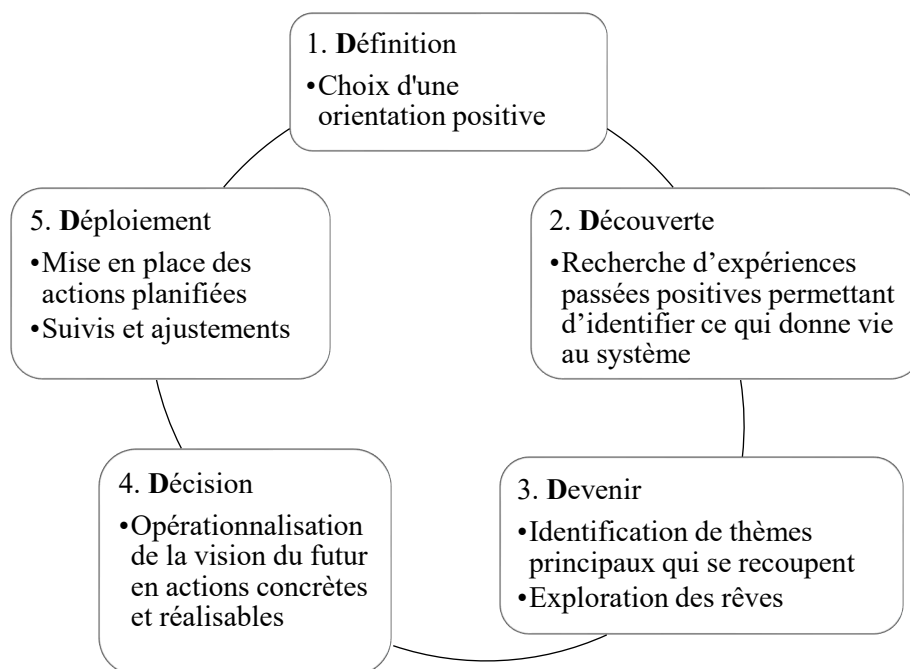 1. Définition
•Choix d'une
orientation positive
2. Découverte
•Recherche d’expériences
passées positives permettant
d’identifier ce qui donne vie
au système
3. Devenir
•Identification de thèmes
principaux qui se recoupent
•Exploration des rêves
4. Décision
•Opérationnalisation
de la vision du futur
en actions concrètes
et réalisables
5. Déploiement
•Mise en place des
actions planifiées
•Suivis et ajustements